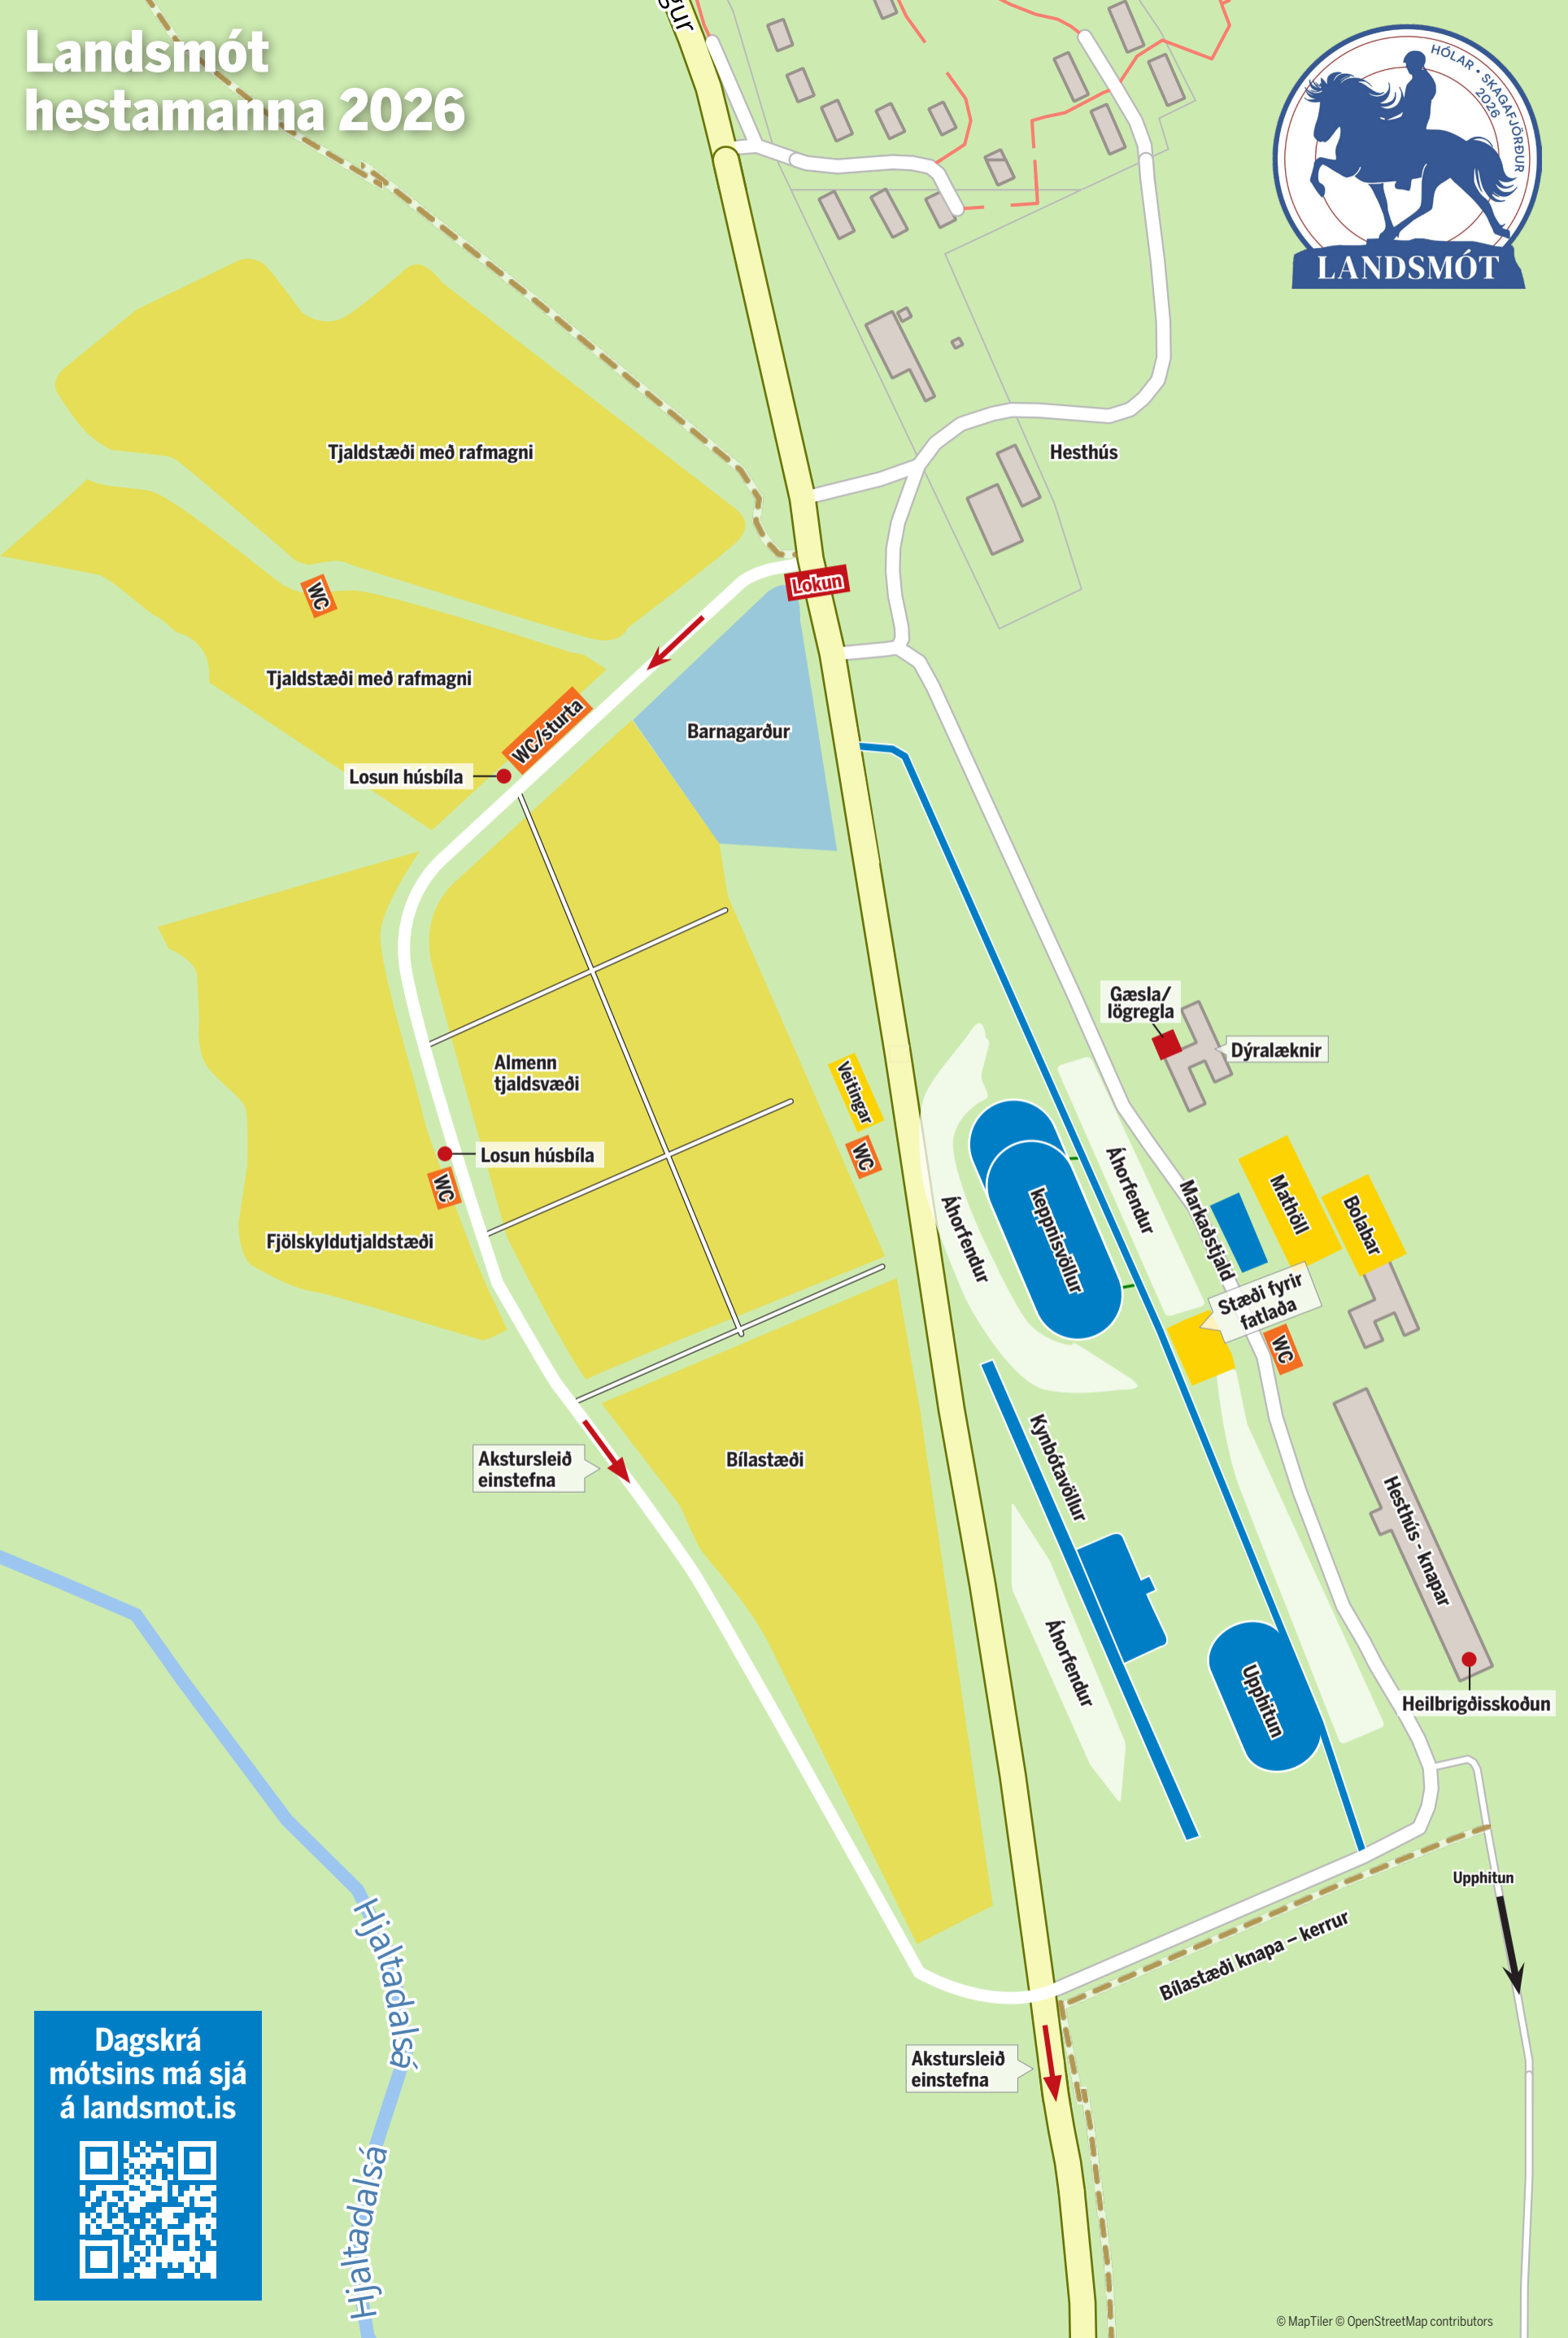 Landsmót
hestamanna 2026
HÓLAR • SKAGAFJÖRÐUR
2026
LANDSMÓT
gur
Tjaldstæði með rafmagni
Hesthús
Lokun
WC
Tjaldstæði með rafmagni
WC/sturta
Barnagarður
Losun húsbíla
Gæsla/
lögregla
Dýralæknir
Almenn
tjaldsvæði
Veitingar
WC
Losun húsbíla
WC
Fjölskyldutjaldstæði
Áhorfendur
keppnisvöllur
Áhorfendur
Markaðstjald
Mathöll
Bolabar
Stæði fyrir
fatlaða
WC
Akstursleið
einstefna
Bílastæði
Kynbótavöllur
Hesthús - knapar
Áhorfendur
Upphitun
Heilbrigðisskoðun
Upphitun
Bílastæði knapa – kerrur
Hjaltadalsá
Akstursleið
einstefna
Dagskrá
mótsins má sjá
á landsmot.is
Hjaltadalsá
© MapTiler © OpenStreetMap contributors